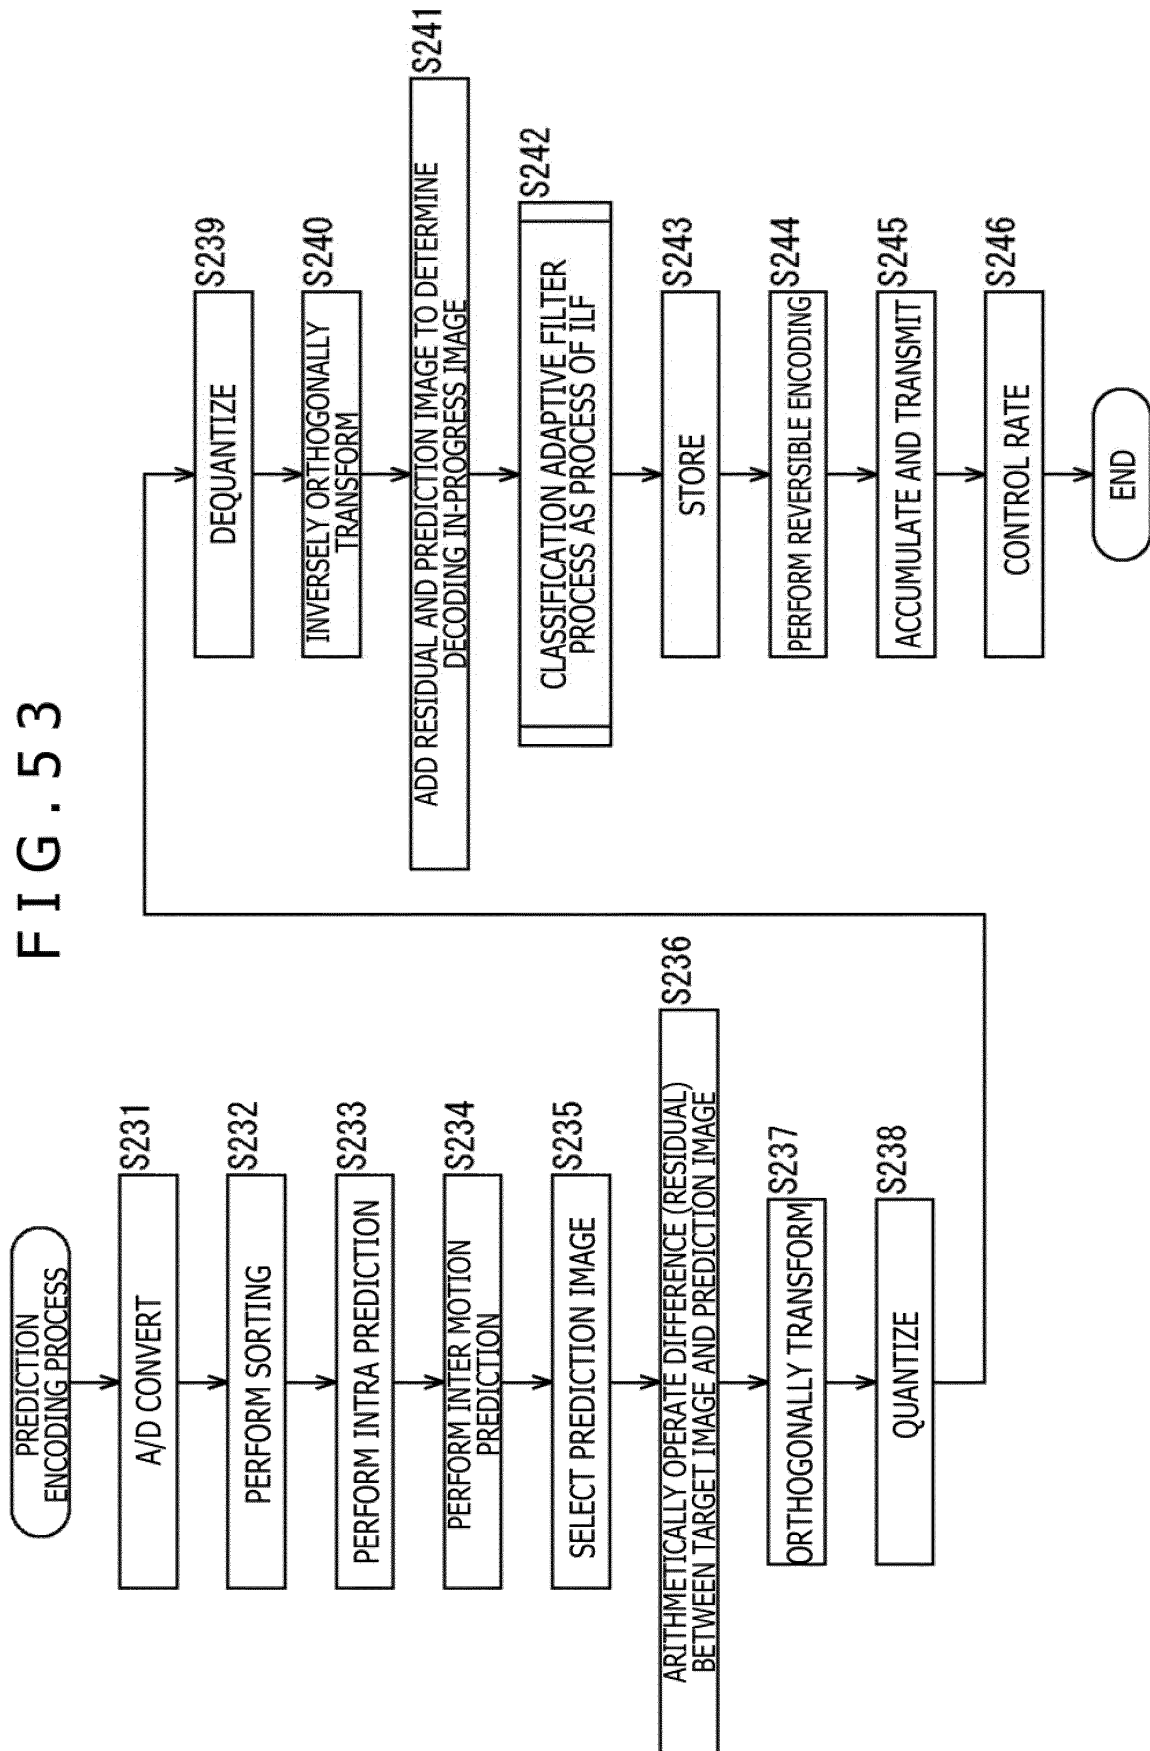 FIG.53
PREDICTION
ENCODING PROCESS
S231
A/D CONVERT
S232
PERFORM SORTING
S233
PERFORM INTRA PREDICTION
S234
PERFORM INTER MOTION
PREDICTION
S235
SELECT PREDICTION IMAGE
S236
ARITHMETICALLY OPERATE DIFFERENCE (RESIDUAL)
BETWEEN TARGET IMAGE AND PREDICTION IMAGE
S237
ORTHOGONALLY TRANSFORM
S238
QUANTIZE
S239
DEQUANTIZE
S240
INVERSELY ORTHOGONALLY
TRANSFORM
S241
ADD RESIDUAL AND PREDICTION IMAGE TO DETERMINE
DECODING IN-PROGRESS IMAGE
S242
CLASSIFICATION ADAPTIVE FILTER
PROCESS AS PROCESS OF ILF
S243
STORE
S244
PERFORM REVERSIBLE ENCODING
S245
ACCUMULATE AND TRANSMIT
S246
CONTROL RATE
END